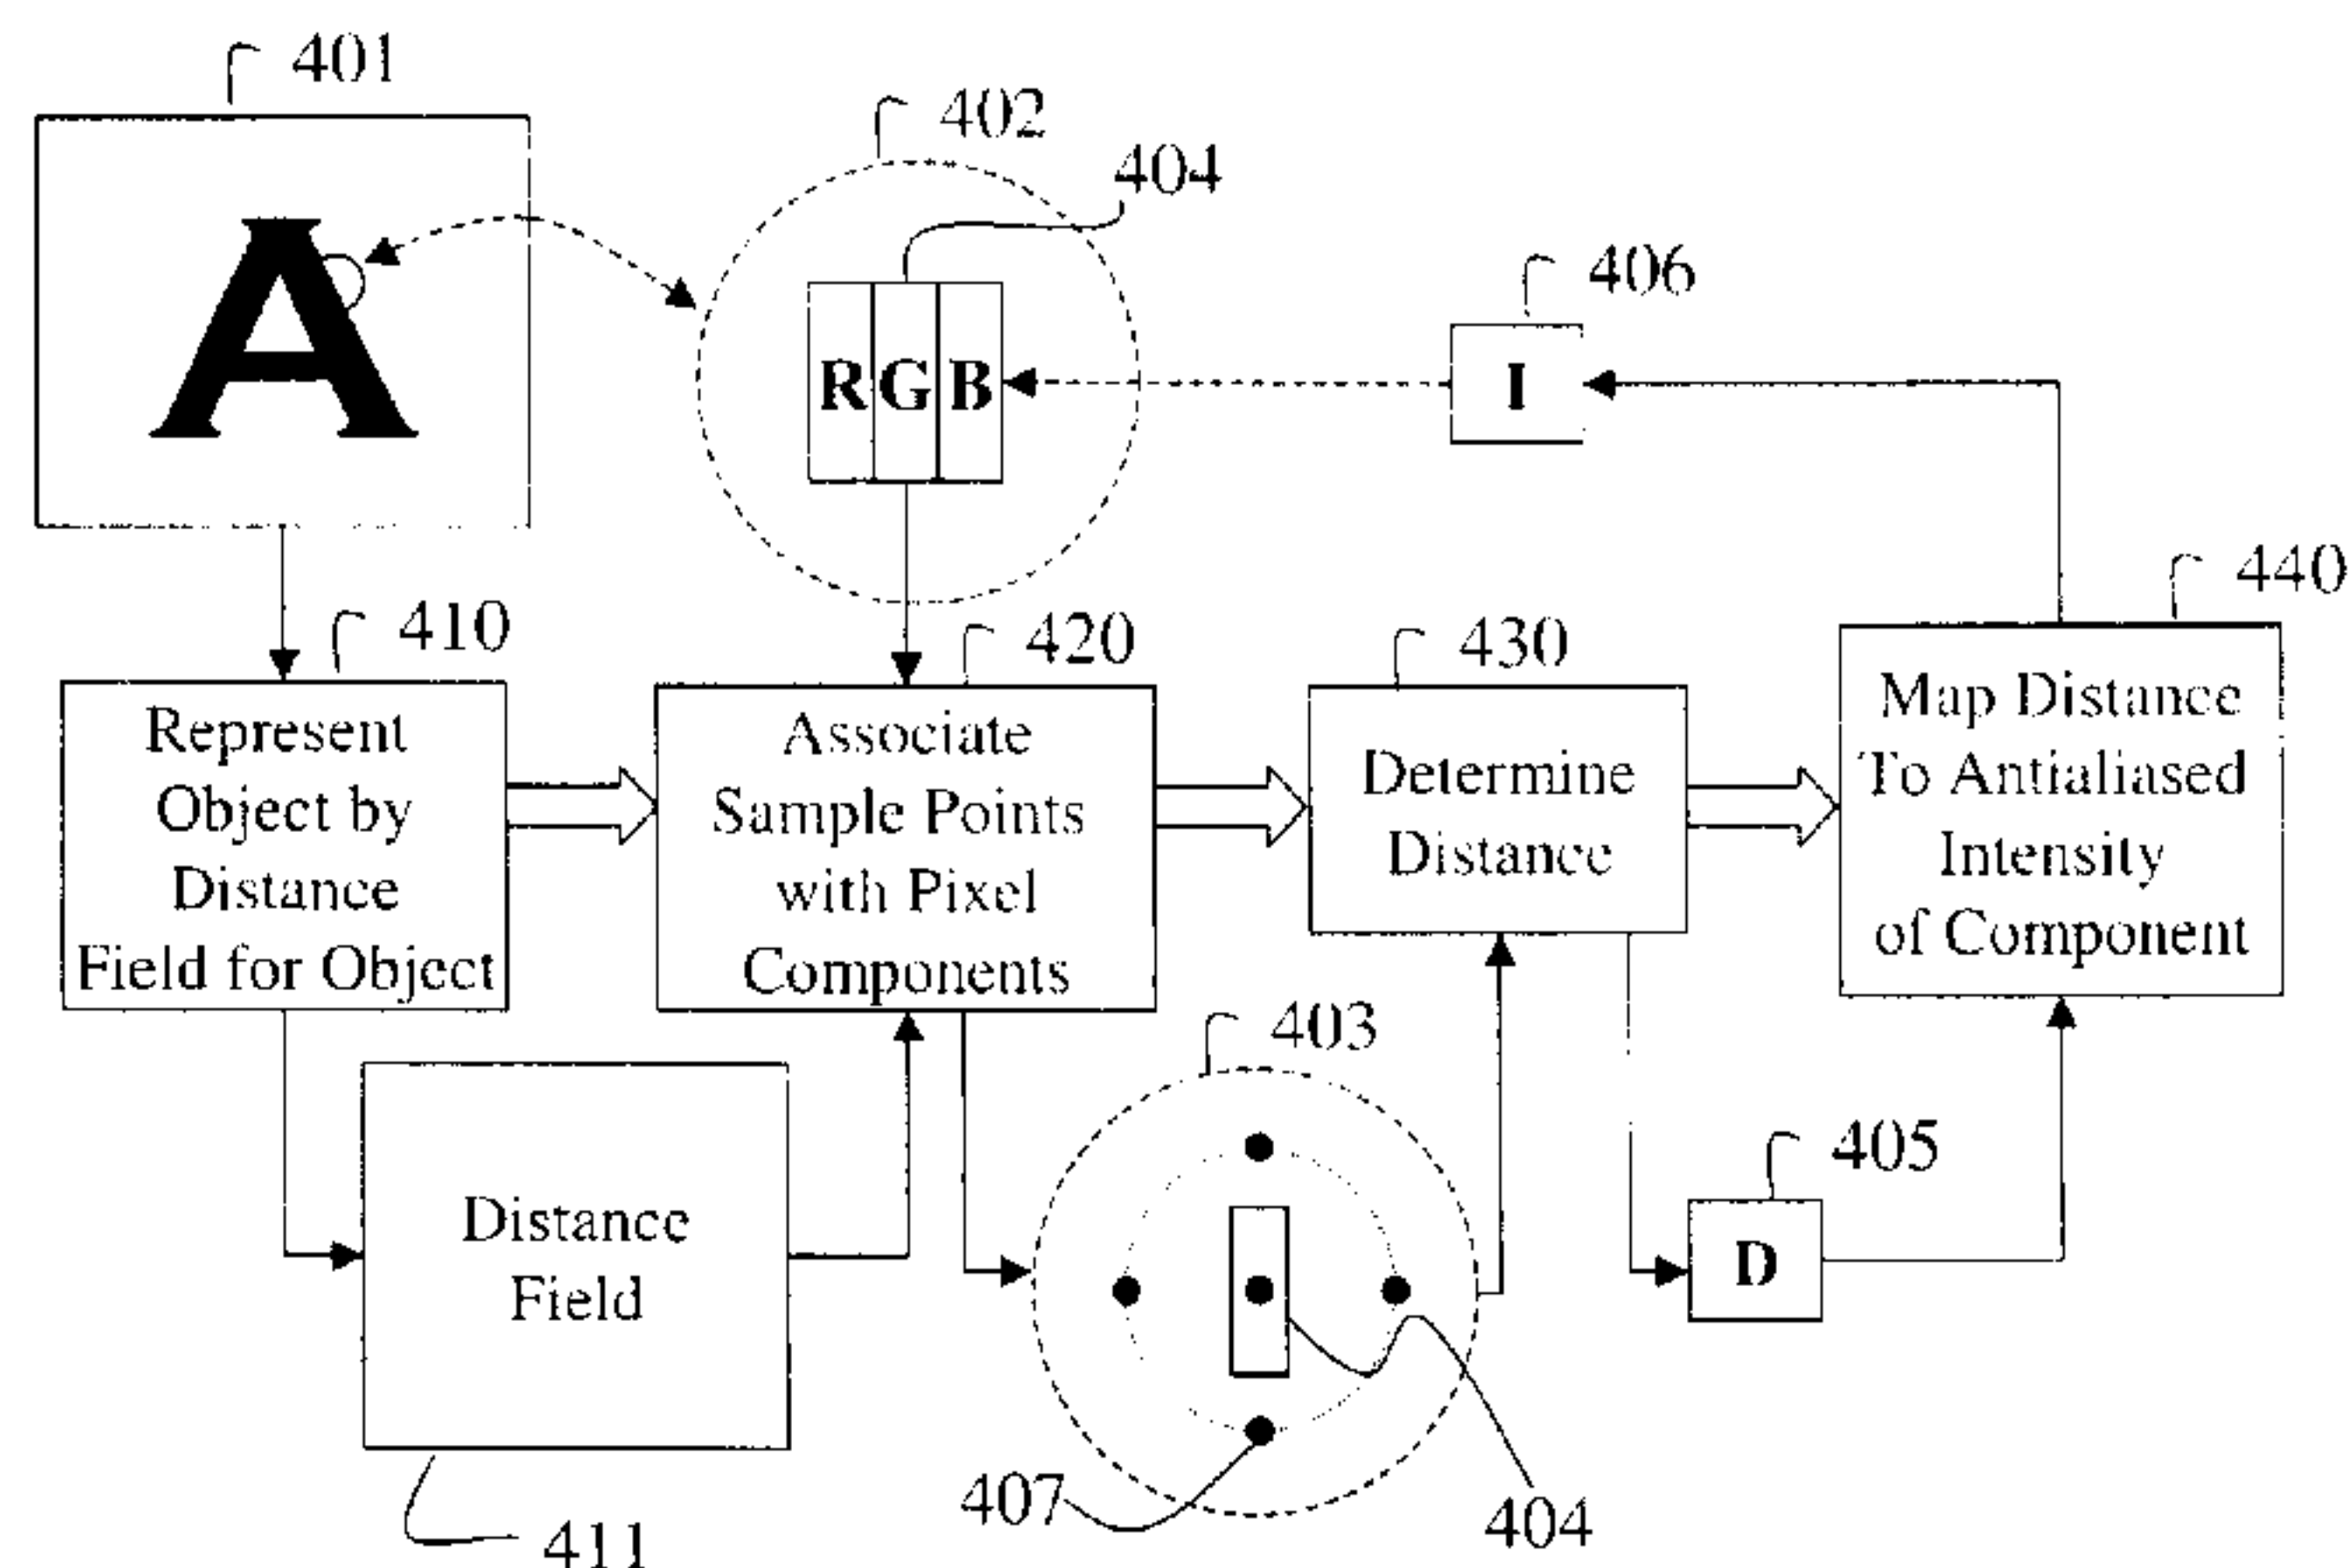 401
402
404
A
R G B
406
I
410
420
430
440
Represent
Object by
Distance
Field for Object
Associate
Sample Points
with Pixel
Components
Determine
Distance
Map Distance
To Antialiased
Intensity
of Component
Distance
Field
403
405
D
407
404
411